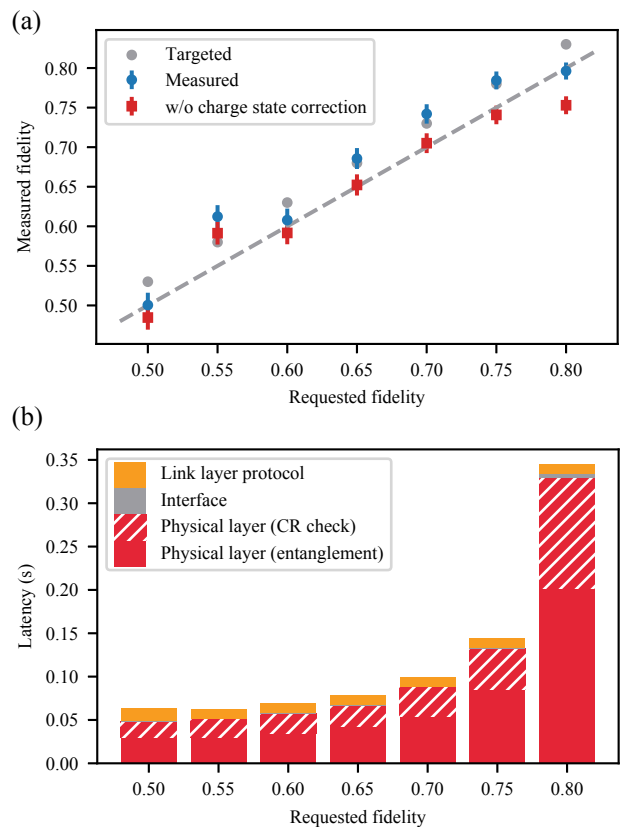 (a)
Targeted
Measured
w/o charge state correction
0.80
0.75
0.70
0.65
0.60
0.55
0.50
Measured fidelity
0.50 0.55 0.60 0.65 0.70 0.75 0.80
Requested fidelity
(b)
Link layer protocol
Interface
Physical layer (CR check)
Physical layer (entanglement)
0.35
0.30
0.25
0.20
0.15
0.10
0.05
0.00
Latency (s)
0.50 0.55 0.60 0.65 0.70 0.75 0.80
Requested fidelity